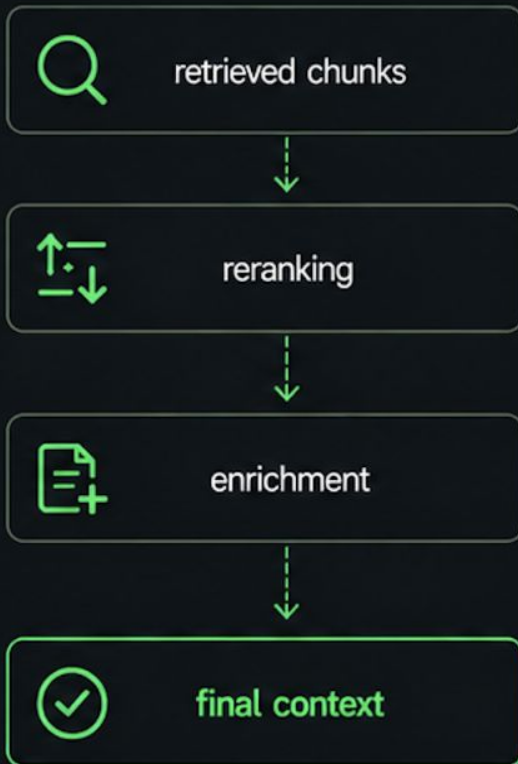 retrieved chunks
reranking
enrichment
final context